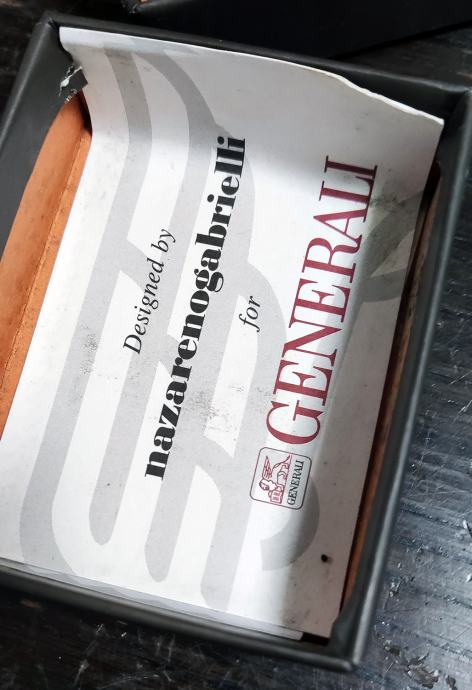 Designed by
nazarenogabrielli
for
GENERALI
GENERALI